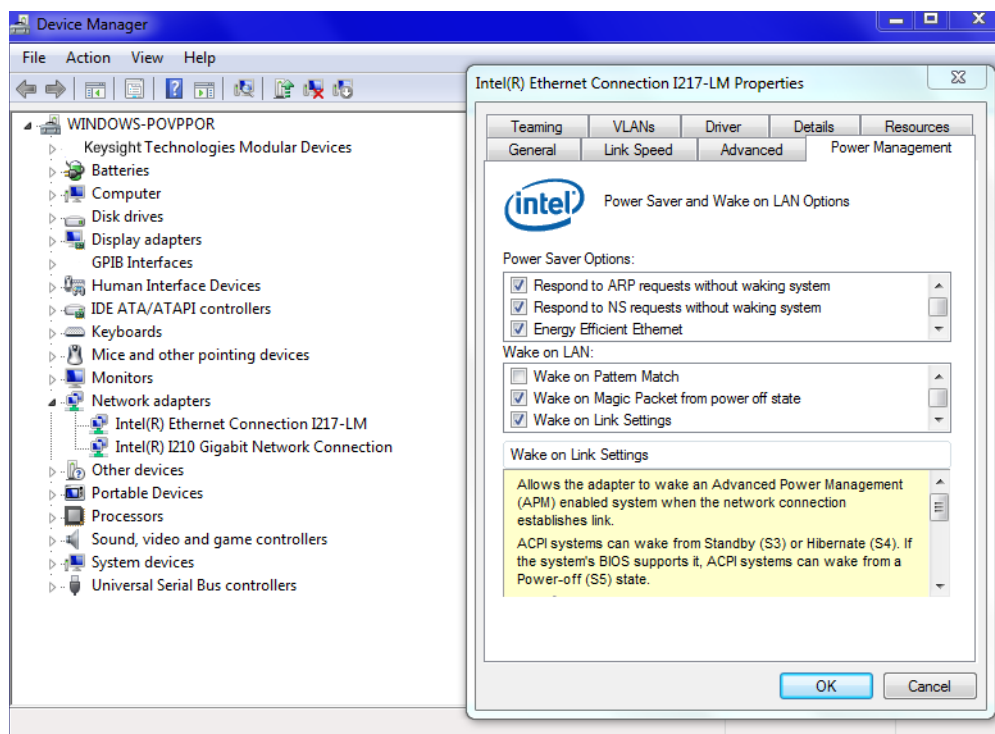 Device Manager
File Action View Help
WINDOWS-POVPPOR
Keysight Technologies Modular Devices
Batteries
Computer
Disk drives
Display adapters
GPIB Interfaces
Human Interface Devices
IDE ATA/ATAPI controllers
Keyboards
Mice and other pointing devices
Monitors
Network adapters
Intel(R) Ethernet Connection I217-LM
Intel(R) I210 Gigabit Network Connection
Other devices
Portable Devices
Processors
Sound, video and game controllers
System devices
Universal Serial Bus controllers
Intel(R) Ethernet Connection I217-LM Properties
Teaming VLANs Driver Details Resources
General Link Speed Advanced Power Management
intel Power Saver and Wake on LAN Options
Power Saver Options:
Respond to ARP requests without waking system
Respond to NS requests without waking system
Energy Efficient Ethernet
Wake on LAN:
Wake on Pattern Match
Wake on Magic Packet from power off state
Wake on Link Settings
Wake on Link Settings
Allows the adapter to wake an Advanced Power Management
(APM) enabled system when the network connection
establishes link.
ACPI systems can wake from Standby (S3) or Hibernate (S4). If
the system's BIOS supports it, ACPI systems can wake from a
Power-off (S5) state.
OK Cancel